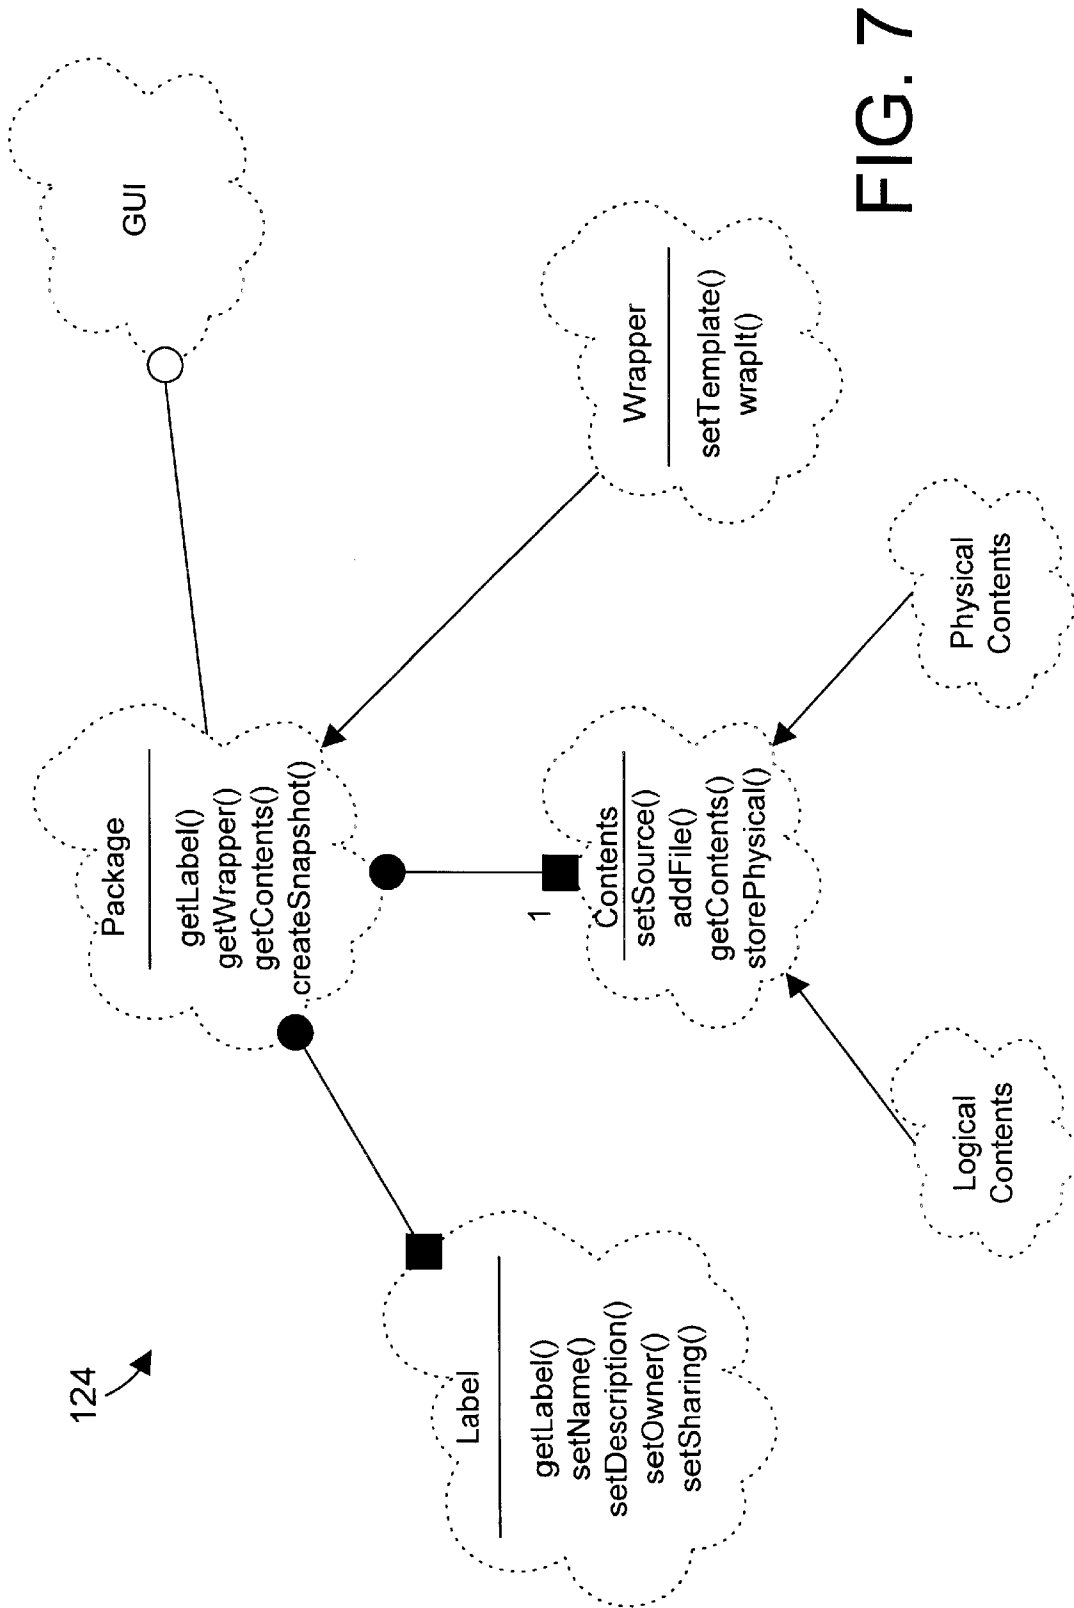 124
Label
getLabel()
setName()
setDescription()
setOwner()
setSharing()
Package
getLabel()
getWrapper()
getContents()
createSnapshot()
GUI
1
Contents
setSource()
addFile()
getContents()
storePhysical()
Wrapper
setTemplate()
wrapIt()
Logical
Contents
Physical
Contents
FIG. 7